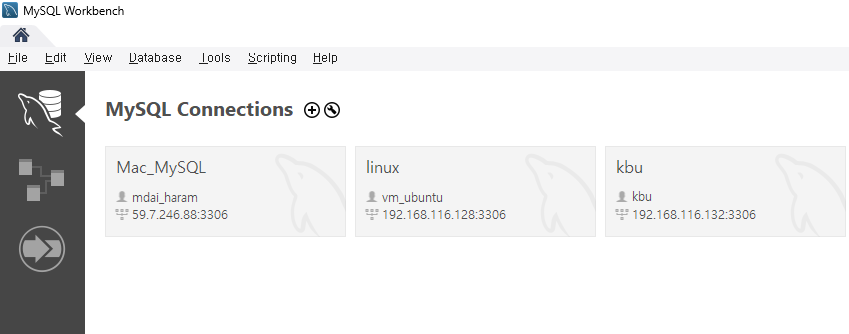 MySQL Workbench
File Edit View Database Tools Scripting Help
MySQL Connections
Mac_MySQL
mdai_haram
59.7.246.88:3306
linux
vm_ubuntu
192.168.116.128:3306
kbu
kbu
192.168.116.132:3306